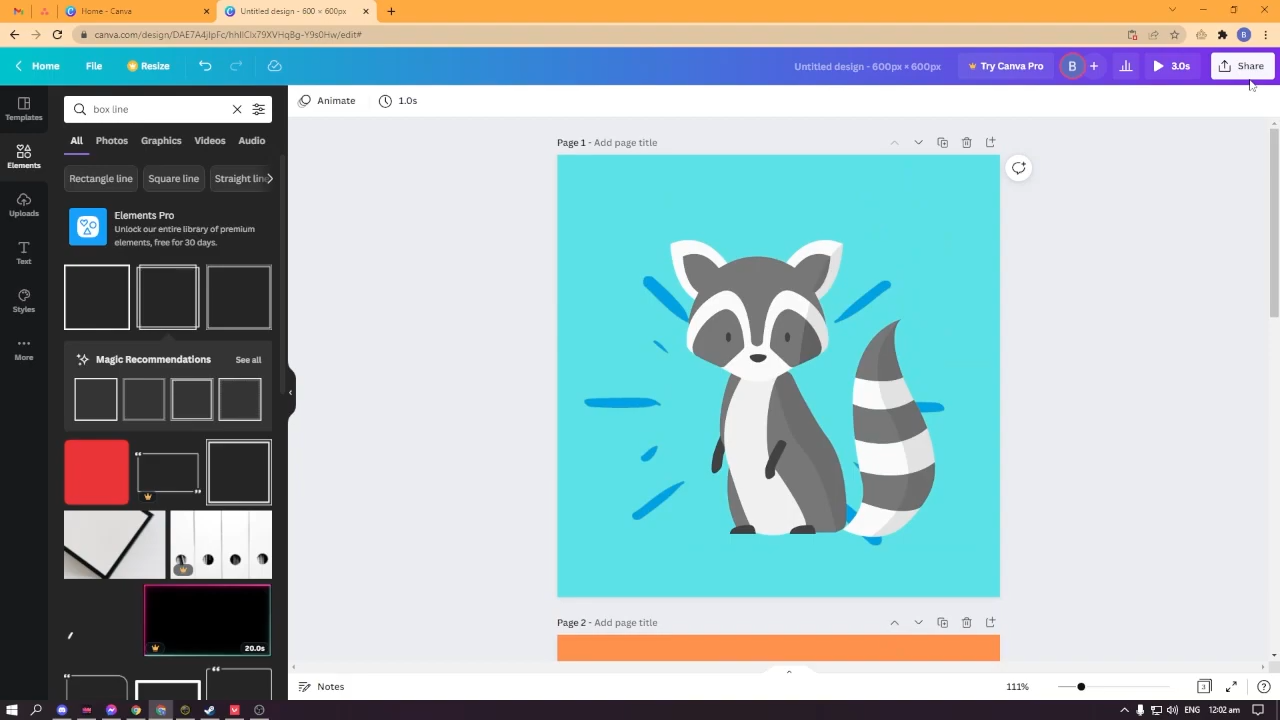 Home - Canva
Untitled design - 600 × 600px
canva.com/design/DAE7A4jIpFc/hhIICIx79XVHqBg-Y9s0Hw/edit#
B
Home
File
Resize
Untitled design - 600px × 600px
Try Canva Pro
B
3.0s
Share
Templates
Elements
Uploads
Text
Styles
More
box line
All
Photos
Graphics
Videos
Audio
Rectangle line
Square line
Straight line
Elements Pro
Unlock our entire library of premium
elements, free for 30 days.
Magic Recommendations
See all
20.0s
Animate
1.0s
Page 1 - Add page title
Page 2 - Add page title
Notes
111%
3
ENG
12:02 am